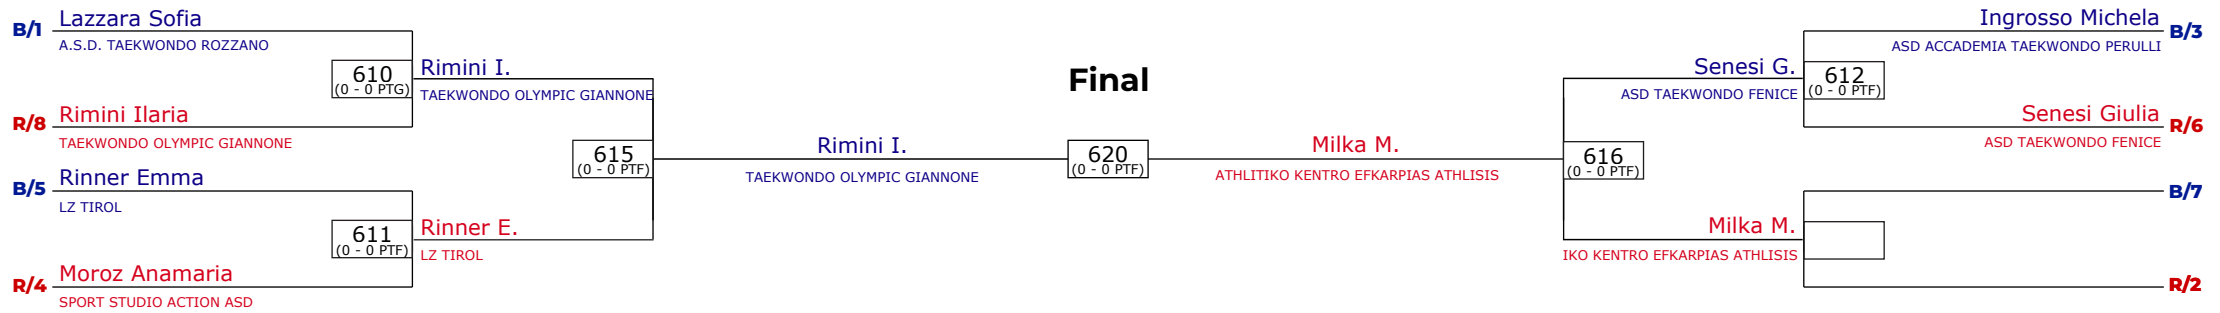 B/1
Lazzara Sofia
A.S.D. TAEKWONDO ROZZANO
610
(0 - 0 PTG)
Rimini I.
TAEKWONDO OLYMPIC GIANNONE
R/8
Rimini Ilaria
TAEKWONDO OLYMPIC GIANNONE
615
(0 - 0 PTF)
B/5
Rinner Emma
LZ TIROL
611
(0 - 0 PTF)
Rinner E.
LZ TIROL
R/4
Moroz Anamaria
SPORT STUDIO ACTION ASD
Final
Rimini I.
TAEKWONDO OLYMPIC GIANNONE
620
(0 - 0 PTF)
Milka M.
ATHLITIKO KENTRO EFKARPIAS ATHLISIS
616
(0 - 0 PTF)
Senesi G.
ASD TAEKWONDO FENICE
612
(0 - 0 PTF)
Ingrosso Michela
B/3
ASD ACCADEMIA TAEKWONDO PERULLI
Senesi Giulia
R/6
ASD TAEKWONDO FENICE
Milka M.
IKO KENTRO EFKARPIAS ATHLISIS
B/7
R/2